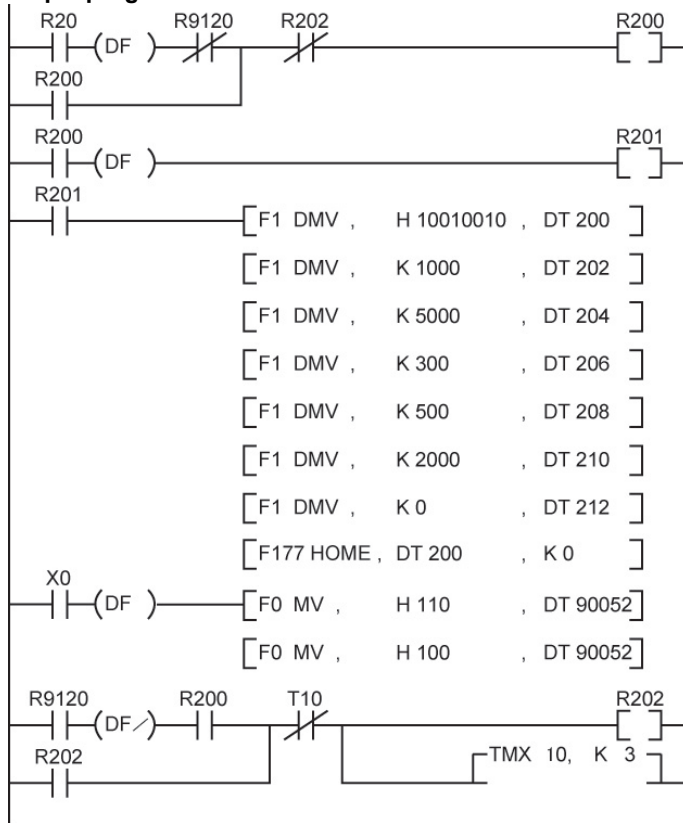 R20 R9120 R202 R200
(DF )
R200
R200 R201
(DF )
R201
F1 DMV , H 10010010 , DT 200
F1 DMV , K 1000 , DT 202
F1 DMV , K 5000 , DT 204
F1 DMV , K 300 , DT 206
F1 DMV , K 500 , DT 208
F1 DMV , K 2000 , DT 210
F1 DMV , K 0 , DT 212
F177 HOME , DT 200 , K 0
X0
(DF ) F0 MV , H 110 , DT 90052
F0 MV , H 100 , DT 90052
R9120 R200 T10 R202
(DF/)
R202 TMX 10, K 3